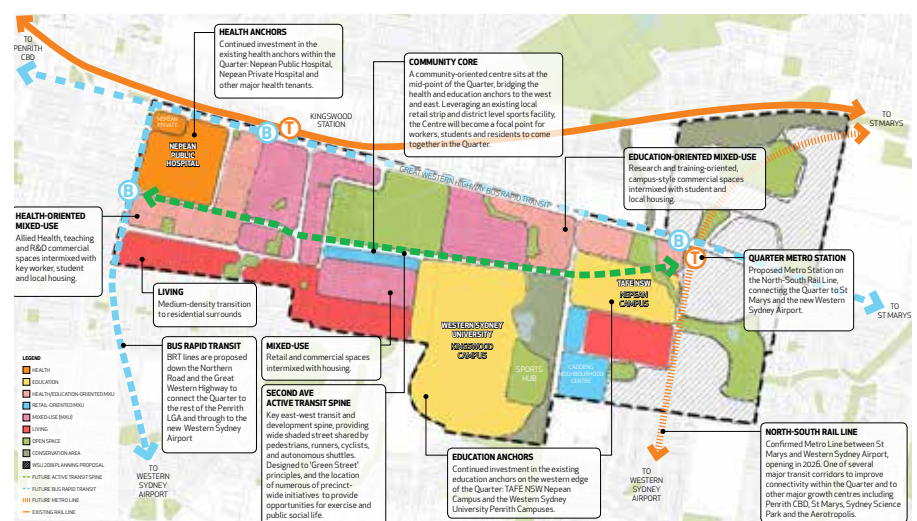 TO
PENRITH
CBD
HEALTH ANCHORS
Continued investment in the
existing health anchors within the
Quarter: Nepean Public Hospital,
Nepean Private Hospital and
other major health tenants.
COMMUNITY CORE
A community-oriented centre sits at the
mid-point of the Quarter, bridging the
health and education anchors to the west
and east. Leveraging an existing local
retail strip and district level sports facility,
the Centre will become a focal point for
workers, students and residents to come
together in the Quarter.
KINGSWOOD
STATION
B
T
NEPEAN
PRIVATE
NEPEAN
PUBLIC
HOSPITAL
TO
ST MARYS
GREAT WESTERN HIGHWAY BUS RAPID TRANSIT
EDUCATION-ORIENTED MIXED-USE
Research and training-oriented,
campus-style commercial spaces
intermixed with student and
local housing.
B
HEALTH-ORIENTED
MIXED-USE
Allied Health, teaching
and R&D commercial
spaces intermixed with
key worker, student
and local housing.
B
T
QUARTER METRO STATION
Proposed Metro Station on
the North-South Rail Line,
connecting the Quarter to St
Marys and the new Western
Sydney Airport.
TO
ST MARYS
LIVING
Medium-density transition
to residential surrounds
TAFE NSW
NEPEAN
CAMPUS
WESTERN SYDNEY
UNIVERSITY
KINGSWOOD
CAMPUS
SPORTS
HUB
CADDENS
NEIGHBOURHOOD
CENTRE
BUS RAPID TRANSIT
BRT lines are proposed
down the Northern
Road and the Great
Western Highway to
connect the Quarter to
the rest of the Penrith
LGA and through to the
new Western Sydney
Airport
MIXED-USE
Retail and commercial spaces
intermixed with housing.
SECOND AVE
ACTIVE TRANSIT SPINE
Key east-west transit and
development spine, providing
wide shaded street shared by
pedestrians, runners, cyclists,
and autonomous shuttles.
Designed to 'Green Street'
principles, and the location
of numerous of precinct-
wide initiatives to provide
opportunities for exercise and
public social life.
EDUCATION ANCHORS
Continued investment in the existing
education anchors on the western edge
of the Quarter: TAFE NSW Nepean
Campus and the Western Sydney
University Penrith Campuses.
NORTH-SOUTH RAIL LINE
Confirmed Metro Line between St
Marys and Western Sydney Airport,
opening in 2026. One of several
major transit corridors to improve
connectivity within the Quarter and to
other major growth centres including
Penrith CBD, St Marys, Sydney Science
Park and the Aerotropolis.
TO
WESTERN
SYDNEY
AIRPORT
TO
WESTERN
SYDNEY
AIRPORT
LEGEND
HEALTH
EDUCATION
HEALTH/EDUCATION-ORIENTED MXU
RETAIL-ORIENTED MXU
MIXED-USE (MXU)
LIVING
OPEN SPACE
CONSERVATION AREA
WSU 2018 PLANNING PROPOSAL
FUTURE ACTIVE TRANSIT SPINE
FUTURE BUS RAPID TRANSIT
FUTURE METRO LINE
EXISTING RAIL LINE